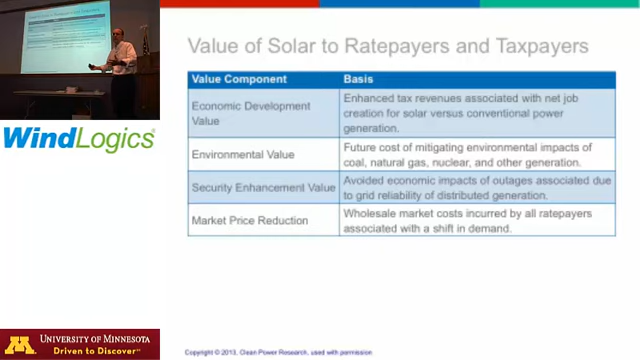 Value of Solar to Ratepayers and Taxpayers
Value Component
Basis
Economic Development
Value
Enhanced tax revenues associated with net job
creation for solar versus conventional power
generation.
Environmental Value
Future cost of mitigating environmental impacts of
coal, natural gas, nuclear, and other generation.
Security Enhancement Value
Avoided economic impacts of outages associated due
to grid reliability of distributed generation.
Market Price Reduction
Wholesale market costs incurred by all ratepayers
associated with a shift in demand.
WindLogics®
M
UNIVERSITY OF MINNESOTA
Driven to Discover℠
Copyright © 2013, Clean Power Research, used with permission